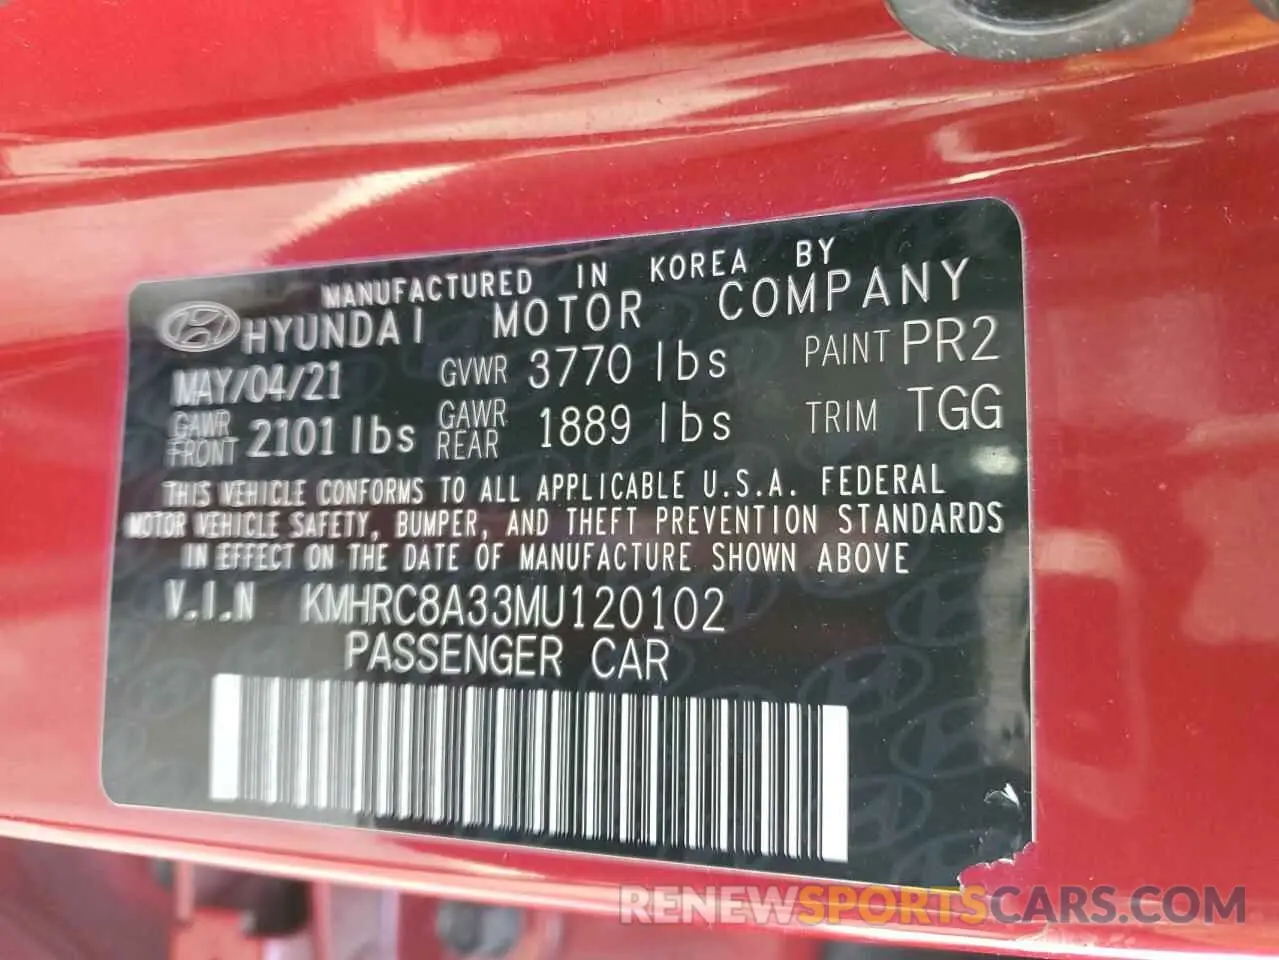 MANUFACTURED IN KOREA BY
HYUNDAI MOTOR COMPANY
MAY/04/21 GVWR 3770 lbs PAINT PR2
GAWR FRONT 2101 lbs GAWR REAR 1889 lbs TRIM TGG
THIS VEHICLE CONFORMS TO ALL APPLICABLE U.S.A. FEDERAL
MOTOR VEHICLE SAFETY, BUMPER, AND THEFT PREVENTION STANDARDS
IN EFFECT ON THE DATE OF MANUFACTURE SHOWN ABOVE
V.I.N KMHRC8A33MU120102
PASSENGER CAR
RENEWSPORTSCARS.COM